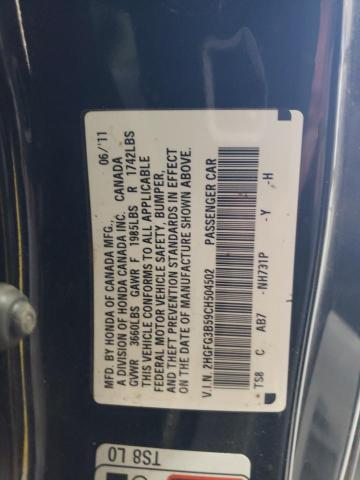 MFD. BY HONDA OF CANADA MFG., 06/'11
A DIVISION OF HONDA CANADA INC. CANADA
GVWR 3660LBS GAWR F 1985LBS R 1742LBS
THIS VEHICLE CONFORMS TO ALL APPLICABLE
FEDERAL MOTOR VEHICLE SAFETY, BUMPER,
AND THEFT PREVENTION STANDARDS IN EFFECT
ON THE DATE OF MANUFACTURE SHOWN ABOVE.
V.I.N. 2HGFG3B59CH504502 PASSENGER CAR
TS8 C AB7 -NH731P -Y -H
TS8 L0